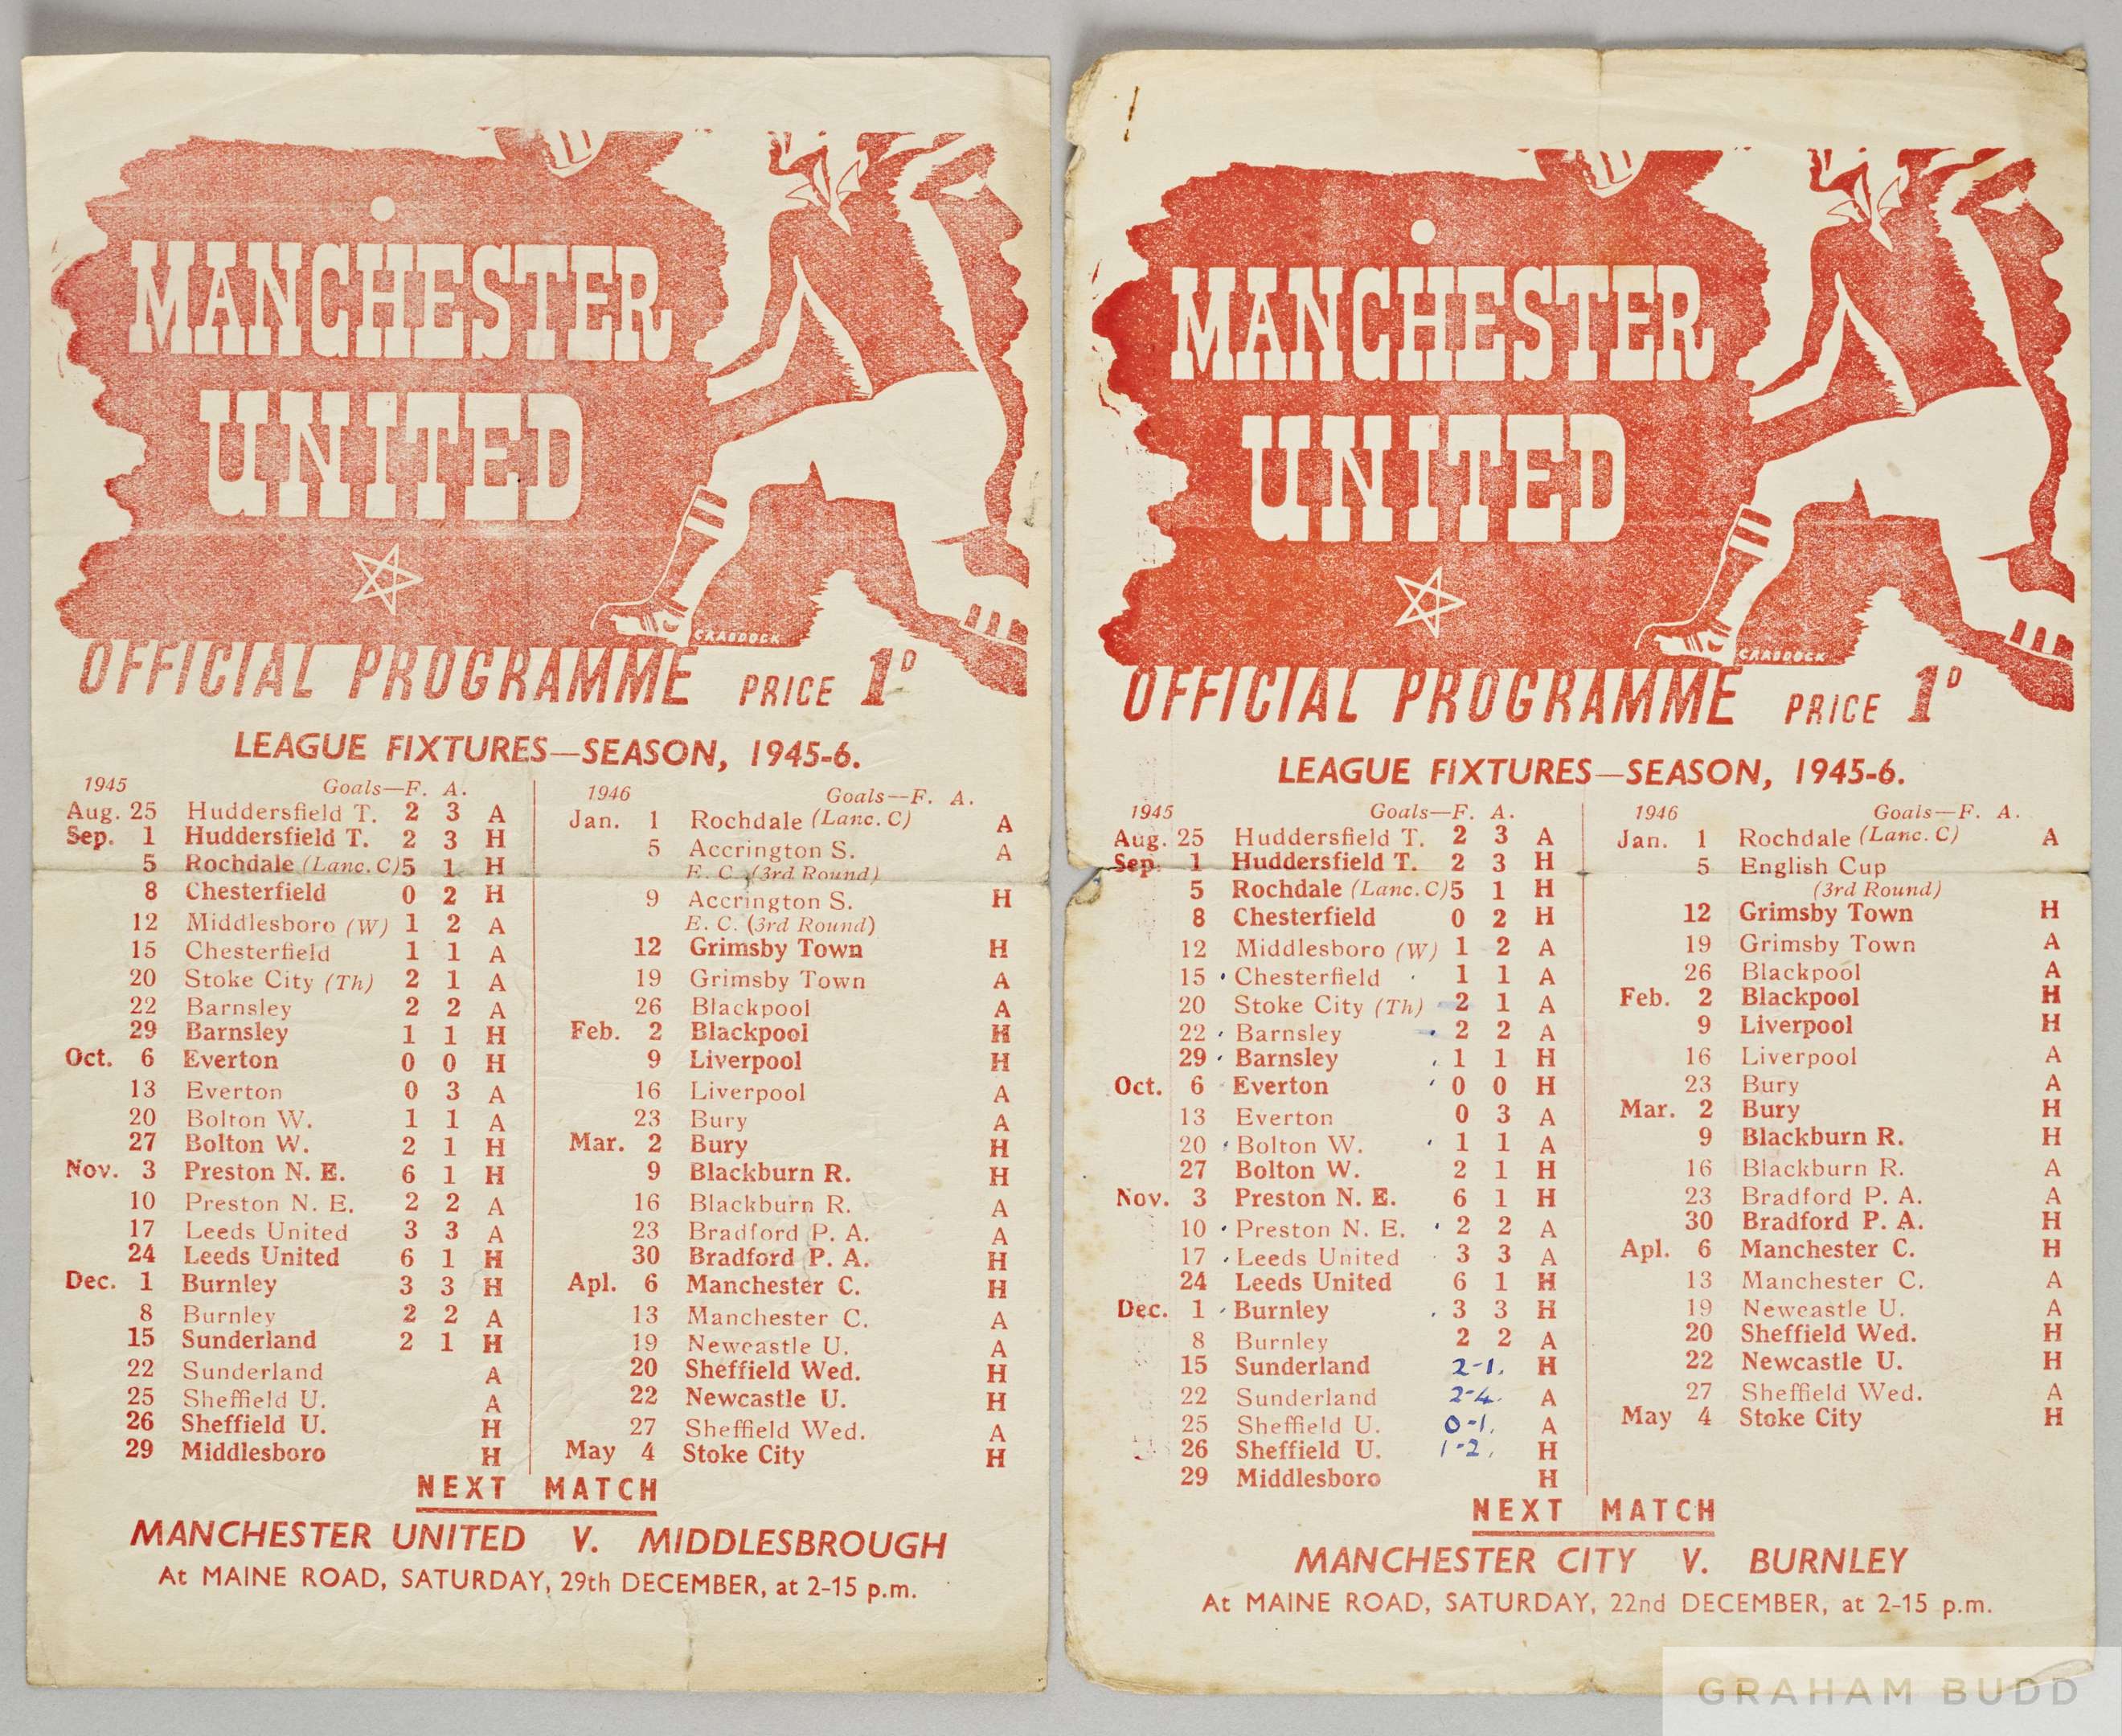 MANCHESTER
UNITED
CRADDOCK
OFFICIAL PROGRAMME PRICE 1D
LEAGUE FIXTURES—SEASON, 1945-6.
1945 Goals—F. A.
Aug. 25 Huddersfield T. 2 3 A
Sep. 1 Huddersfield T. 2 3 H
5 Rochdale (Lanc. C) 5 1 H
8 Chesterfield 0 2 H
12 Middlesboro (W) 1 2 A
15 Chesterfield 1 1 A
20 Stoke City (Th) 2 1 A
22 Barnsley 2 2 A
29 Barnsley 1 1 H
Oct. 6 Everton 0 0 H
13 Everton 0 3 A
20 Bolton W. 1 1 A
27 Bolton W. 2 1 H
Nov. 3 Preston N. E. 6 1 H
10 Preston N. E. 2 2 A
17 Leeds United 3 3 A
24 Leeds United 6 1 H
Dec. 1 Burnley 3 3 H
8 Burnley 2 2 A
15 Sunderland 2 1 H
22 Sunderland A
25 Sheffield U. A
26 Sheffield U. H
29 Middlesboro H
1946 Goals—F. A.
Jan. 1 Rochdale (Lanc. C) A
5 Accrington S. A
E. C. (3rd Round)
9 Accrington S. H
E. C. (3rd Round)
12 Grimsby Town H
19 Grimsby Town A
26 Blackpool A
Feb. 2 Blackpool H
9 Liverpool H
16 Liverpool A
23 Bury A
Mar. 2 Bury H
9 Blackburn R. H
16 Blackburn R. A
23 Bradford P. A. A
30 Bradford P. A. H
Apl. 6 Manchester C. H
13 Manchester C. A
19 Newcastle U. A
20 Sheffield Wed. H
22 Newcastle U. H
27 Sheffield Wed. A
May 4 Stoke City H
NEXT MATCH
MANCHESTER UNITED V. MIDDLESBROUGH
At MAINE ROAD, SATURDAY, 29th DECEMBER, at 2-15 p.m.
MANCHESTER
UNITED
CRADDOCK
OFFICIAL PROGRAMME PRICE 1D
LEAGUE FIXTURES—SEASON, 1945-6.
1945 Goals—F. A.
Aug. 25 Huddersfield T. 2 3 A
Sep. 1 Huddersfield T. 2 3 H
5 Rochdale (Lanc. C) 5 1 H
8 Chesterfield 0 2 H
12 Middlesboro (W) 1 2 A
15 Chesterfield 1 1 A
20 Stoke City (Th) 2 1 A
22 Barnsley 2 2 A
29 Barnsley 1 1 H
Oct. 6 Everton 0 0 H
13 Everton 0 3 A
20 Bolton W. 1 1 A
27 Bolton W. 2 1 H
Nov. 3 Preston N. E. 6 1 H
10 Preston N. E. 2 2 A
17 Leeds United 3 3 A
24 Leeds United 6 1 H
Dec. 1 Burnley 3 3 H
8 Burnley 2 2 A
15 Sunderland 2-1. H
22 Sunderland 2-4. A
25 Sheffield U. 0-1. A
26 Sheffield U. 1-2. H
29 Middlesboro H
1946 Goals—F. A.
Jan. 1 Rochdale (Lanc. C) A
5 English Cup
(3rd Round)
12 Grimsby Town H
19 Grimsby Town A
26 Blackpool A
Feb. 2 Blackpool H
9 Liverpool H
16 Liverpool A
23 Bury A
Mar. 2 Bury H
9 Blackburn R. H
16 Blackburn R. A
23 Bradford P. A. A
30 Bradford P. A. H
Apl. 6 Manchester C. H
13 Manchester C. A
19 Newcastle U. A
20 Sheffield Wed. H
22 Newcastle U. H
27 Sheffield Wed. A
May 4 Stoke City H
NEXT MATCH
MANCHESTER CITY V. BURNLEY
At MAINE ROAD, SATURDAY, 22nd DECEMBER, at 2-15 p.m.
GRAHAM BUDD